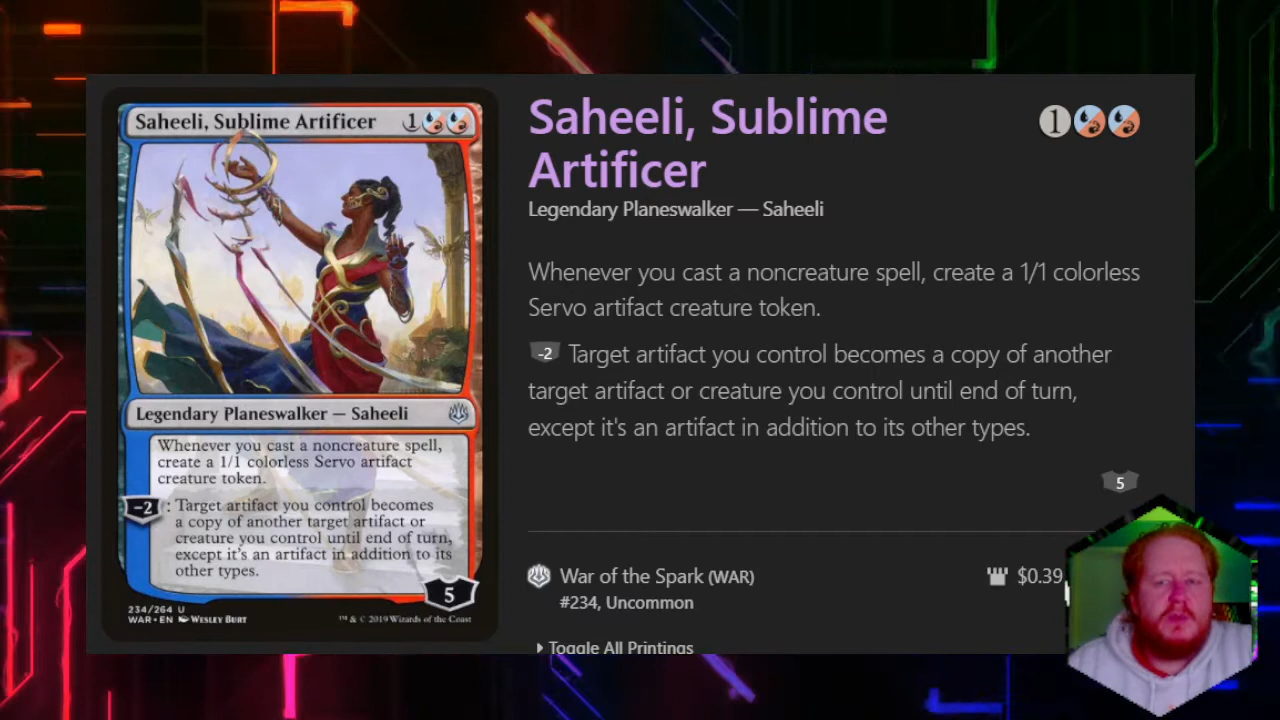 Saheeli, Sublime Artificer 1
Whenever you cast a noncreature spell,
create a 1/1 colorless Servo artifact
creature token.
-2: Target artifact you control becomes
a copy of another target artifact or
creature you control until end of turn,
except it's an artifact in addition to its
other types.
Legendary Planeswalker — Saheeli
5
234/264 U
WAR • EN Wesley Burt
™ & © 2019 Wizards of the Coast
Saheeli, Sublime
Artificer
1
Legendary Planeswalker — Saheeli
Whenever you cast a noncreature spell, create a 1/1 colorless
Servo artifact creature token.
-2 Target artifact you control becomes a copy of another
target artifact or creature you control until end of turn,
except it's an artifact in addition to its other types.
5
War of the Spark (WAR)
#234, Uncommon
$0.39
Toggle All Printings